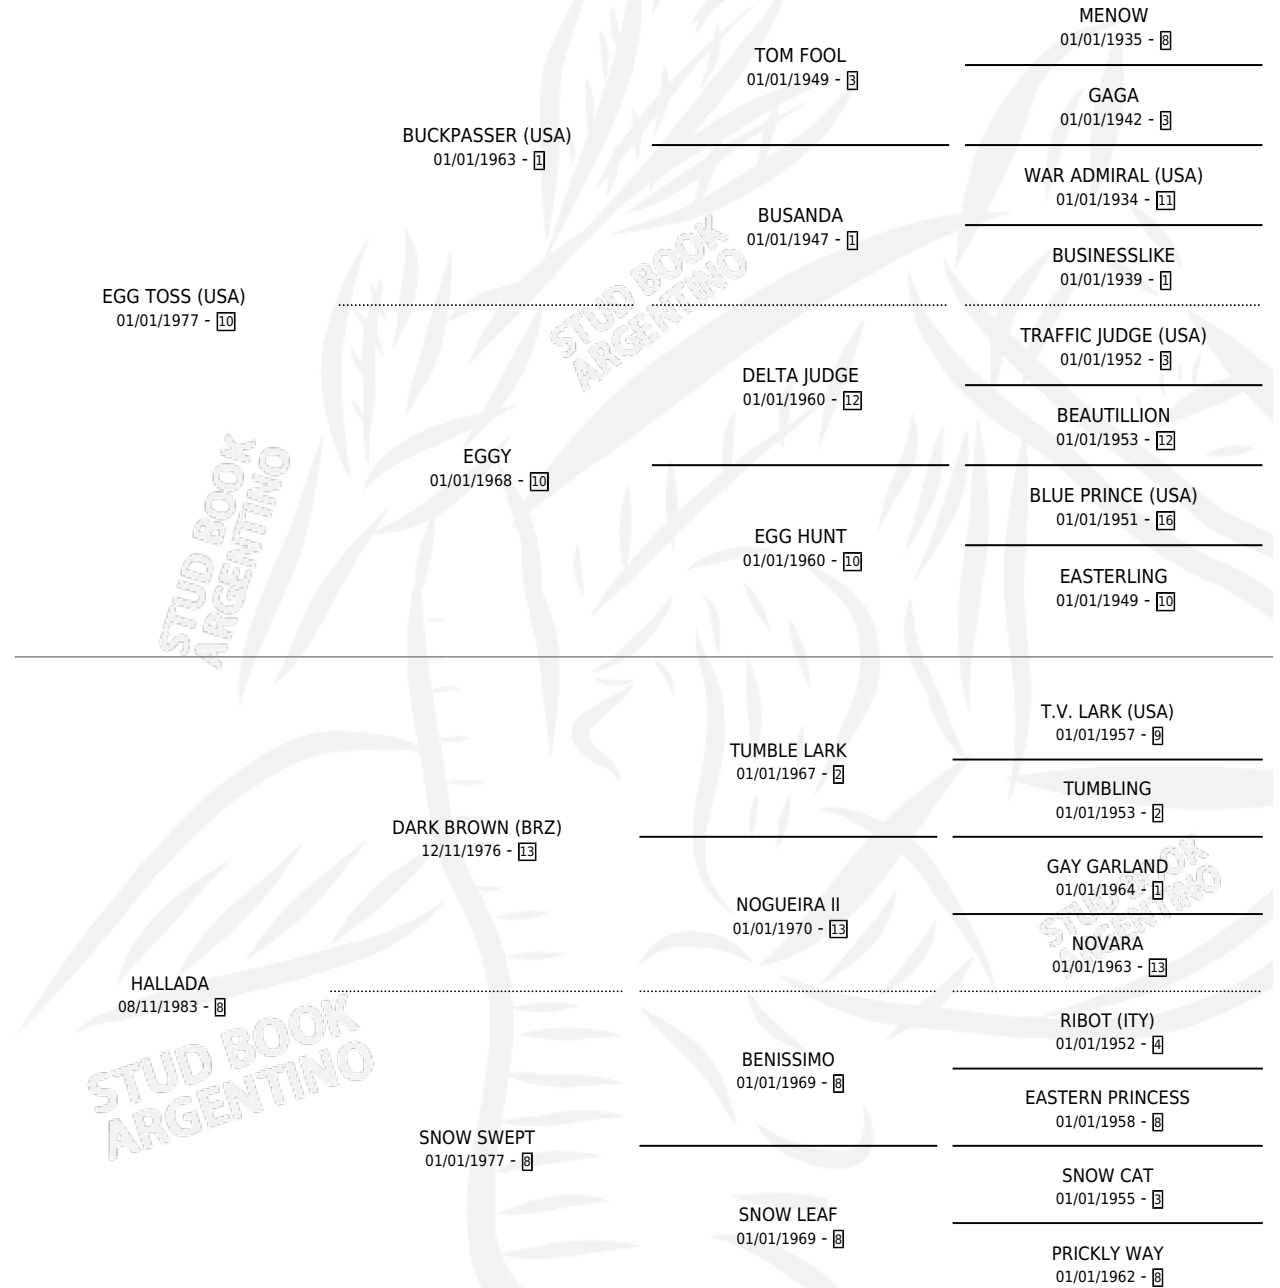 MENOW
01/01/1935 - 8
TOM FOOL
01/01/1949 - 3
GAGA
01/01/1942 - 3
BUCKPASSER (USA)
01/01/1963 - 1
WAR ADMIRAL (USA)
01/01/1934 - 11
BUSANDA
01/01/1947 - 1
BUSINESSLIKE
01/01/1939 - 1
EGG TOSS (USA)
01/01/1977 - 10
TRAFFIC JUDGE (USA)
01/01/1952 - 3
DELTA JUDGE
01/01/1960 - 12
BEAUTILLION
01/01/1953 - 12
EGGY
01/01/1968 - 10
BLUE PRINCE (USA)
01/01/1951 - 16
EGG HUNT
01/01/1960 - 10
EASTERLING
01/01/1949 - 10
STUD BOOK
ARGENTINO
STUD BOOK
ARGENTINO
T.V. LARK (USA)
01/01/1957 - 9
TUMBLE LARK
01/01/1967 - 2
TUMBLING
01/01/1953 - 2
DARK BROWN (BRZ)
12/11/1976 - 13
GAY GARLAND
01/01/1964 - 1
NOGUEIRA II
01/01/1970 - 13
NOVARA
01/01/1963 - 13
STUD BOOK
ARGENTINO
HALLADA
08/11/1983 - 8
RIBOT (ITY)
01/01/1952 - 4
BENISSIMO
01/01/1969 - 8
EASTERN PRINCESS
01/01/1958 - 8
SNOW SWEPT
01/01/1977 - 8
SNOW CAT
01/01/1955 - 3
SNOW LEAF
01/01/1969 - 8
PRICKLY WAY
01/01/1962 - 8
STUD BOOK
ARGENTINO